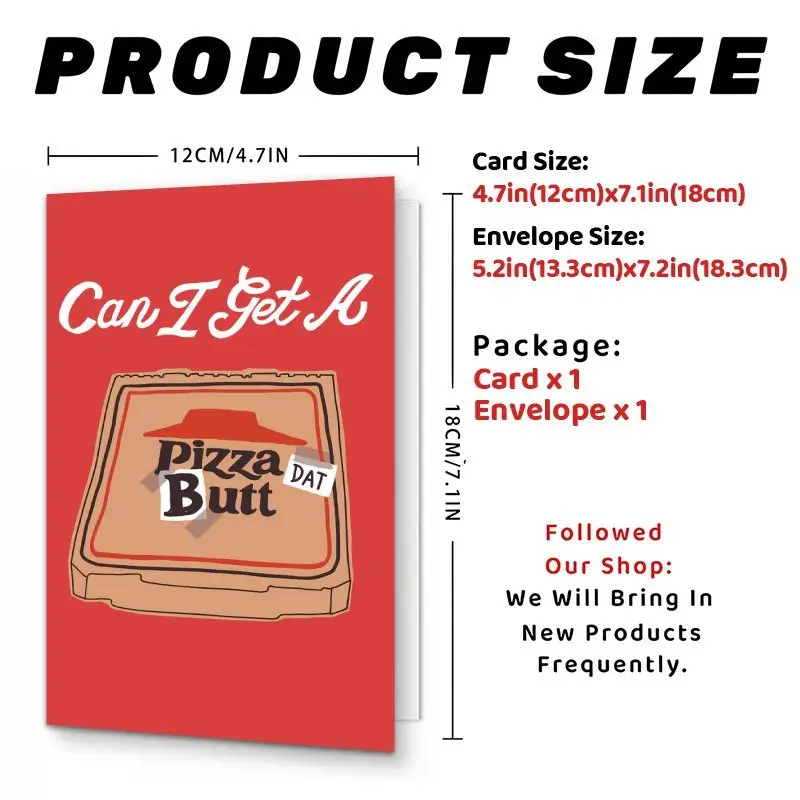 PRODUCT SIZE
12CM/4.7IN
Card Size:
4.7in(12cm)x7.1in(18cm)
Envelope Size:
5.2in(13.3cm)x7.2in(18.3cm)
Can I Get A
Pizza
DAT
Butt
18CM/7.1IN
Package:
Card x 1
Envelope x 1
Followed
Our Shop:
We Will Bring In
New Products
Frequently.